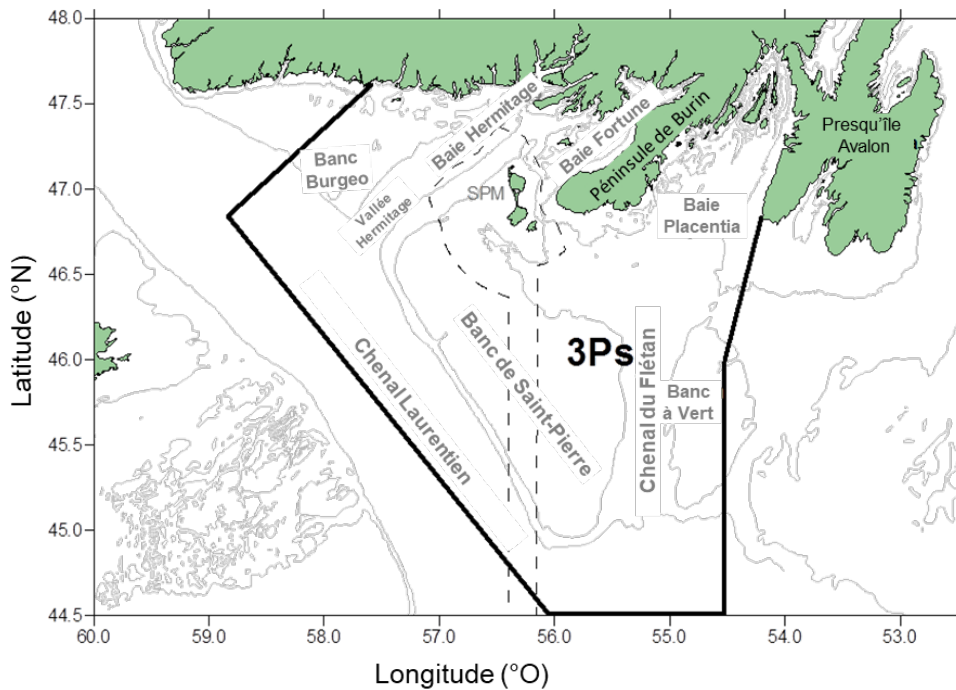 48.0
47.5
47.0
46.5
46.0
45.5
45.0
44.5
Latitude (°N)
Baie Hermitage
Baie Fortune
Péninsule de Burin
Presqu'île
Avalon
Banc
Burgeo
Vallée
Hermitage
SPM
Baie
Placentia
3Ps
Chenal Laurentien
Banc de Saint-Pierre
Chenal du Flétan
Banc
à Vert
60.0 59.0 58.0 57.0 56.0 55.0 54.0 53.0
Longitude (°O)